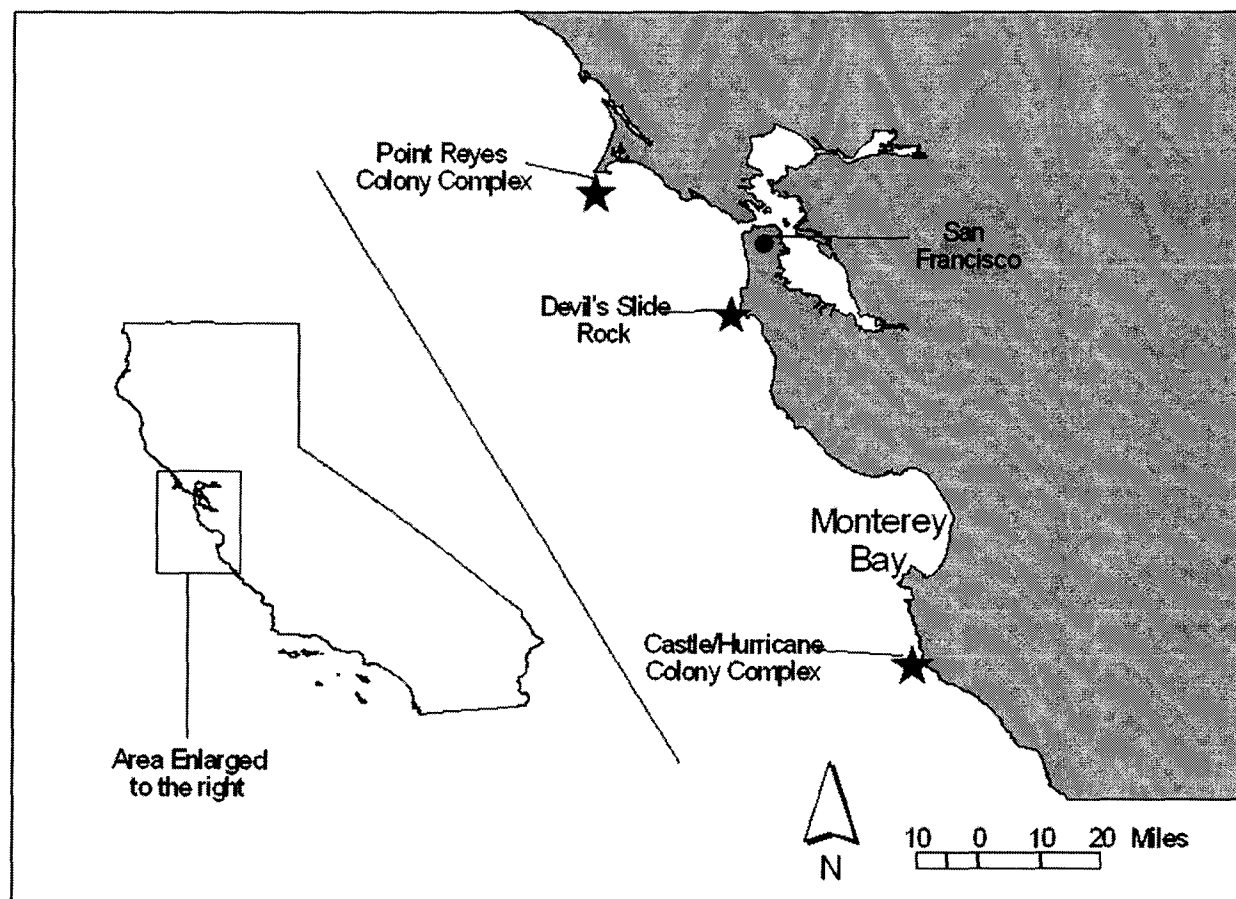 Point Reyes
Colony Complex
San
Francisco
Devil's Slide
Rock
Monterey
Bay
Castle/Hurricane
Colony Complex
Area Enlarged
to the right
N
10 0 10 20 Miles